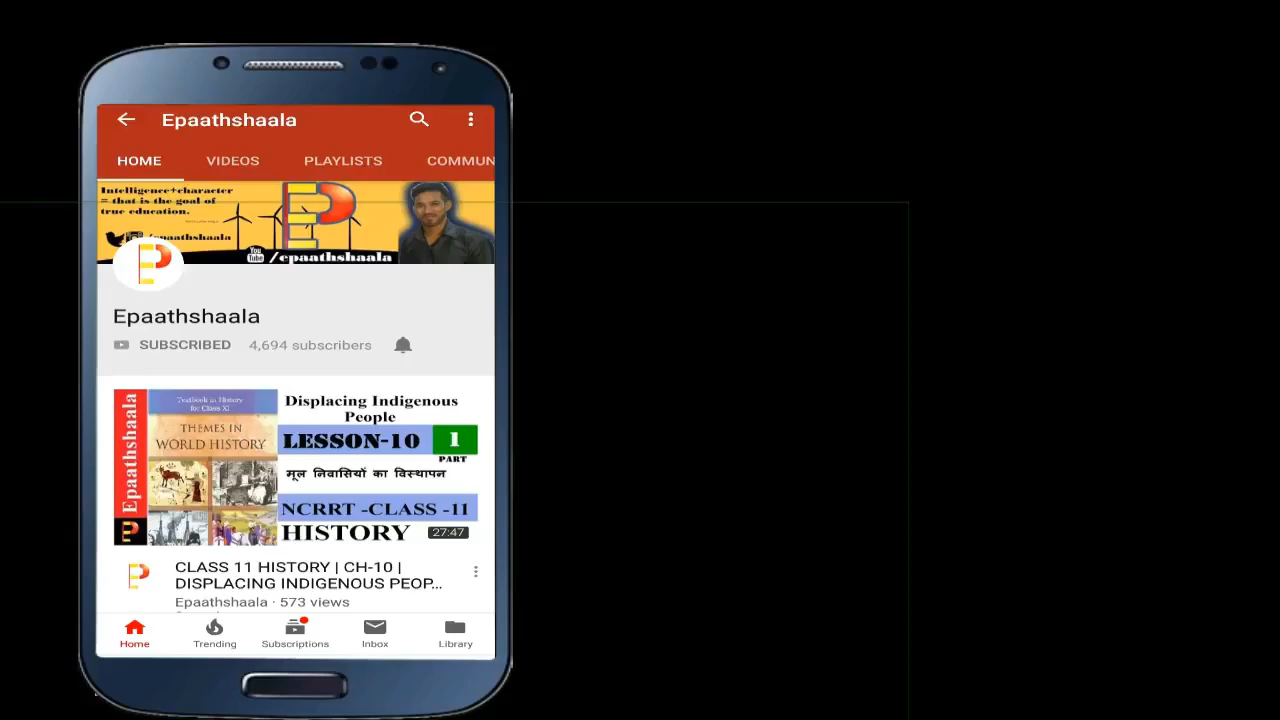 Epaathshaala
HOME VIDEOS PLAYLISTS COMMUN
Intelligence+character
= that is the goal of
true education.
/epaathshaala
You
Tube /epaathshaala
EP
Epaathshaala
SUBSCRIBED 4,694 subscribers
Epaathshaala
Textbook in History
for Class XI
THEMES IN
WORLD HISTORY
Displacing Indigenous
People
LESSON-10 1
PART
मूल निवासियों का विस्थापन
NCRRT -CLASS -11
HISTORY 27:47
CLASS 11 HISTORY | CH-10 |
DISPLACING INDIGENOUS PEOP...
Epaathshaala · 573 views
Home Trending Subscriptions Inbox Library